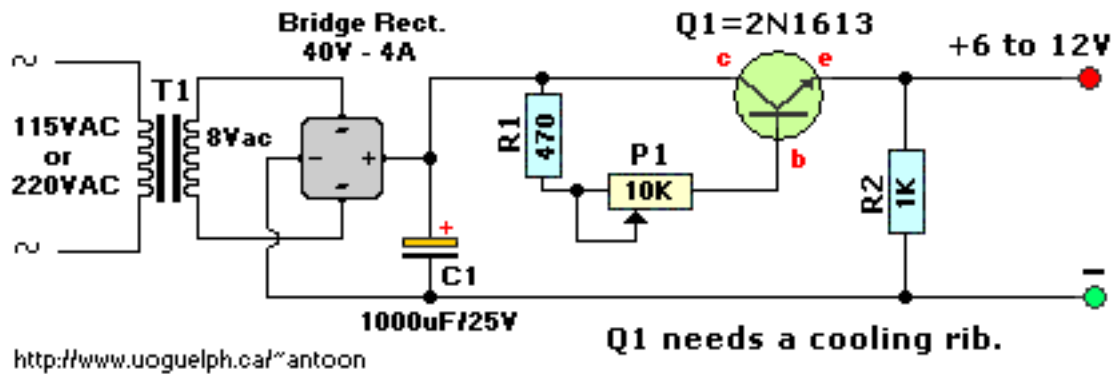 Bridge Rect.
40V - 4A
Q1=2N1613
+6 to 12V
~
T1
115VAC
or
220VAC
~
8Vac
-
+
R1
470
P1
10K
c
e
b
R2
1K
+
C1
1000uF/25V
-
Q1 needs a cooling rib.
http://www.uoguelph.ca/~antoon